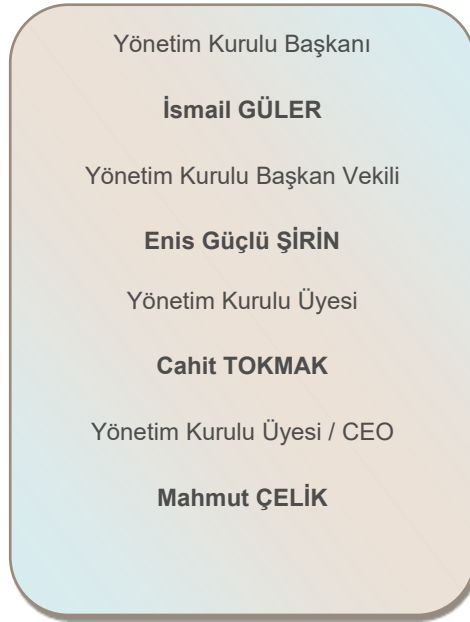 Yönetim Kurulu Başkanı
İsmail GÜLER
Yönetim Kurulu Başkan Vekili
Enis Güçlü ŞİRİN
Yönetim Kurulu Üyesi
Cahit TOKMAK
Yönetim Kurulu Üyesi / CEO
Mahmut ÇELİK